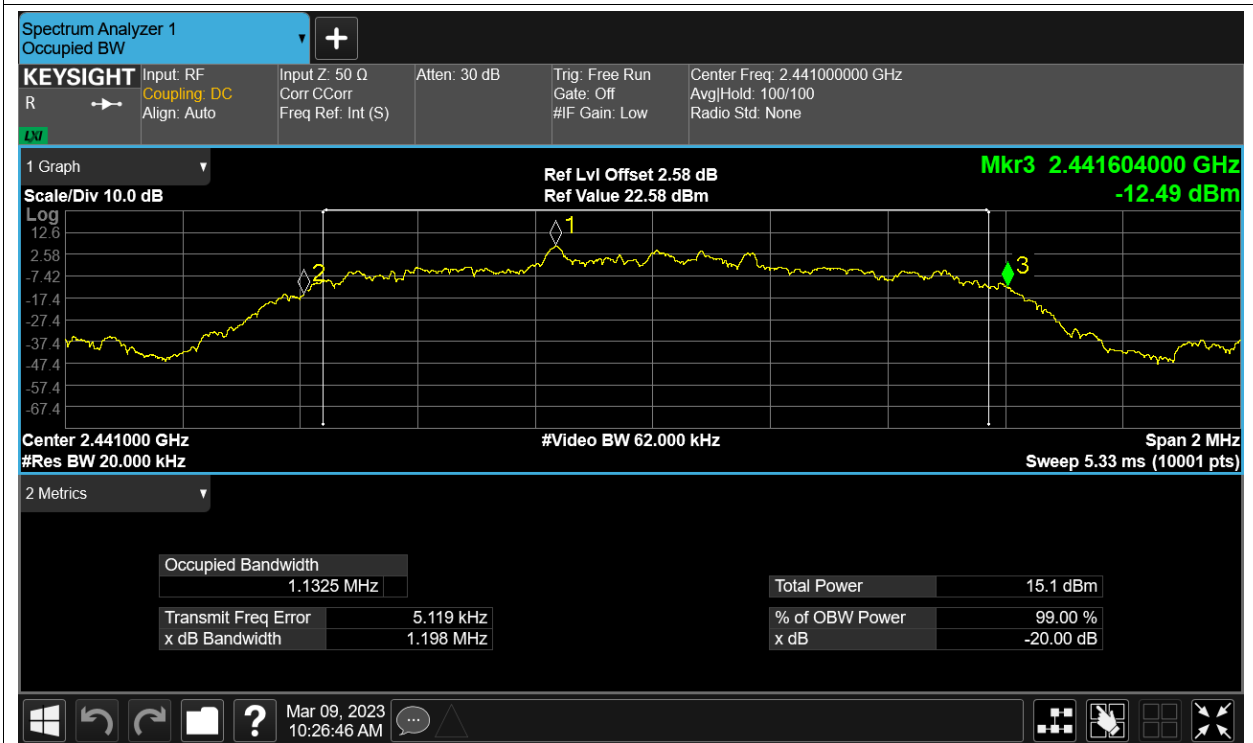 Spectrum Analyzer 1
Occupied BW
KEYSIGHT Input: RF Input Z: 50 Ω Atten: 30 dB Trig: Free Run Center Freq: 2.441000000 GHz
R Coupling: DC Corr CCorr Gate: Off Avg|Hold: 100/100
Align: Auto Freq Ref: Int (S) #IF Gain: Low Radio Std: None
LXI
1 Graph Ref Lvl Offset 2.58 dB Mkr3 2.441604000 GHz
Scale/Div 10.0 dB Ref Value 22.58 dBm -12.49 dBm
Log
12.6
2.58
-7.42
-17.4
-27.4
-37.4
-47.4
-57.4
-67.4
1
2
3
Center 2.441000 GHz #Video BW 62.000 kHz Span 2 MHz
#Res BW 20.000 kHz Sweep 5.33 ms (10001 pts)
2 Metrics
Occupied Bandwidth
1.1325 MHz Total Power 15.1 dBm
Transmit Freq Error 5.119 kHz % of OBW Power 99.00 %
x dB Bandwidth 1.198 MHz x dB -20.00 dB
? Mar 09, 2023
10:26:46 AM